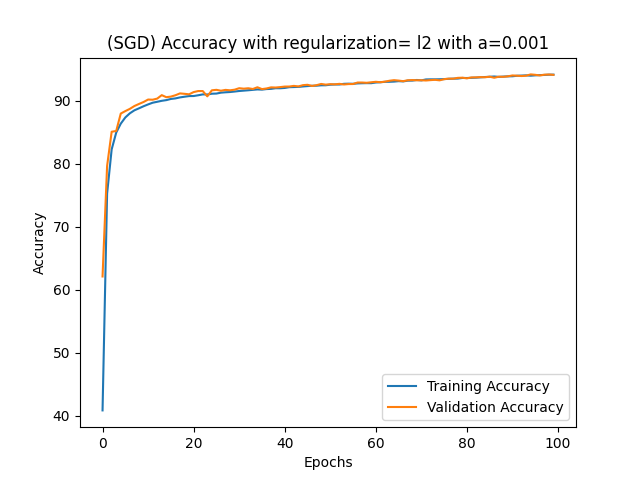 (SGD) Accuracy with regularization= l2 with a=0.001
Accuracy
90
80
70
60
50
40
0 20 40 60 80 100
Epochs
Training Accuracy
Validation Accuracy